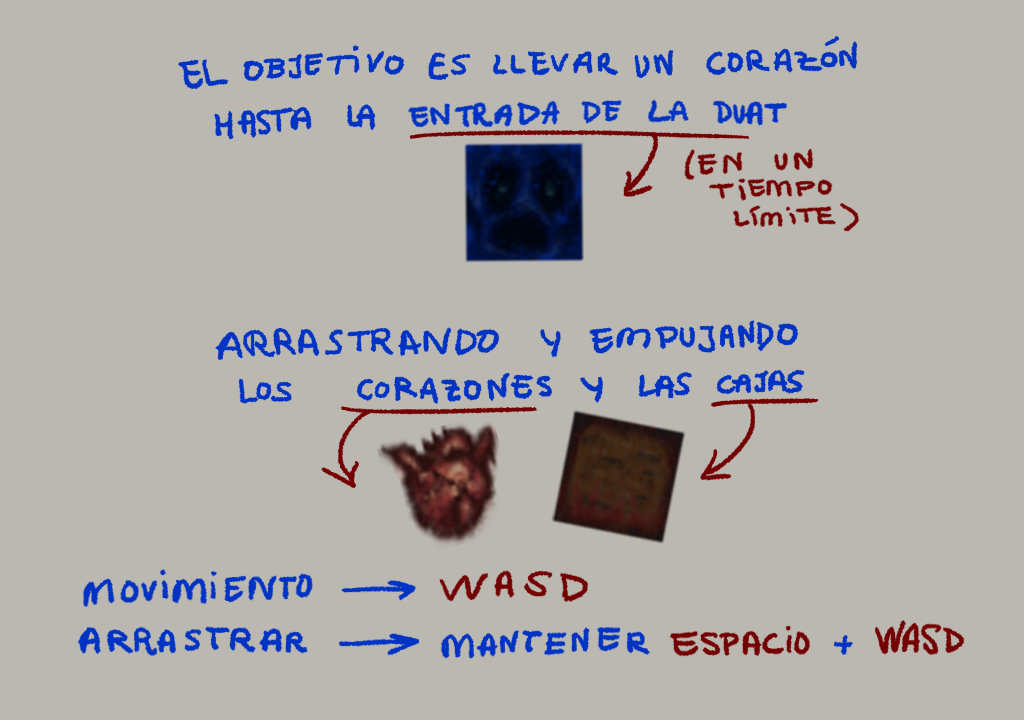 EL OBJETIVO ES LLEVAR UN CORAZÓN
HASTA LA ENTRADA DE LA DUAT
(EN UN
TIEMPO
LÍMITE)
ARRASTRANDO Y EMPUJANDO
LOS CORAZONES Y LAS CAJAS
MOVIMIENTO → WASD
ARRASTRAR → MANTENER ESPACIO + WASD